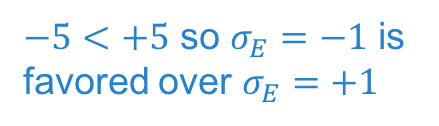 −5 < +5 so σ_E = −1 is
favored over σ_E = +1